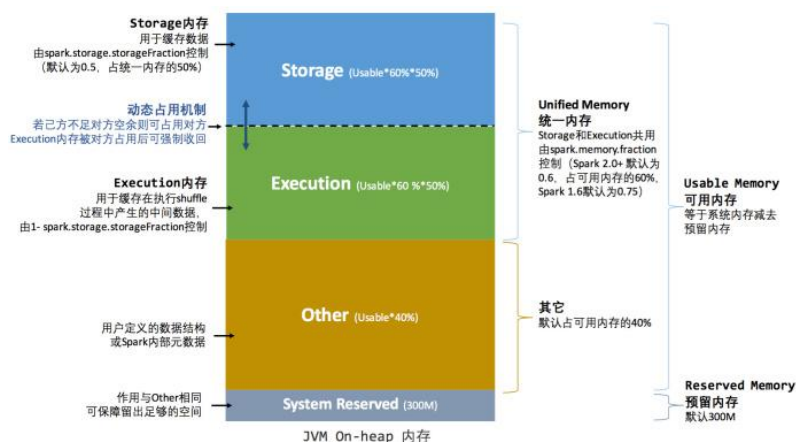 Storage内存
用于缓存数据
由spark.storage.storageFraction控制
(默认为0.5、占统一内存的50%)
动态占用机制
若己方不足对方空余则可占用对方
Execution内存被对方占用后可强制收回
Execution内存
用于缓存在执行shuffle
过程中产生的中间数据,
由1- spark.storage.storageFraction控制
用户定义的数据结构
或Spark内部元数据
作用与Other相同
可保障留出足够的空间
Storage (Usable*60%*50%)
Execution (Usable*60 %*50%)
Other (Usable*40%)
System Reserved (300M)
JVM On-heap 内存
Unified Memory
统一内存
Storage和Execution共用
由spark.memory.fraction
控制(Spark 2.0+ 默认为
0.6、占可用内存的60%、
Spark 1.6默认为0.75)
其它
默认占可用内存的40%
Usable Memory
可用内存
等于系统内存减去
预留内存
Reserved Memory
预留内存
默认300M